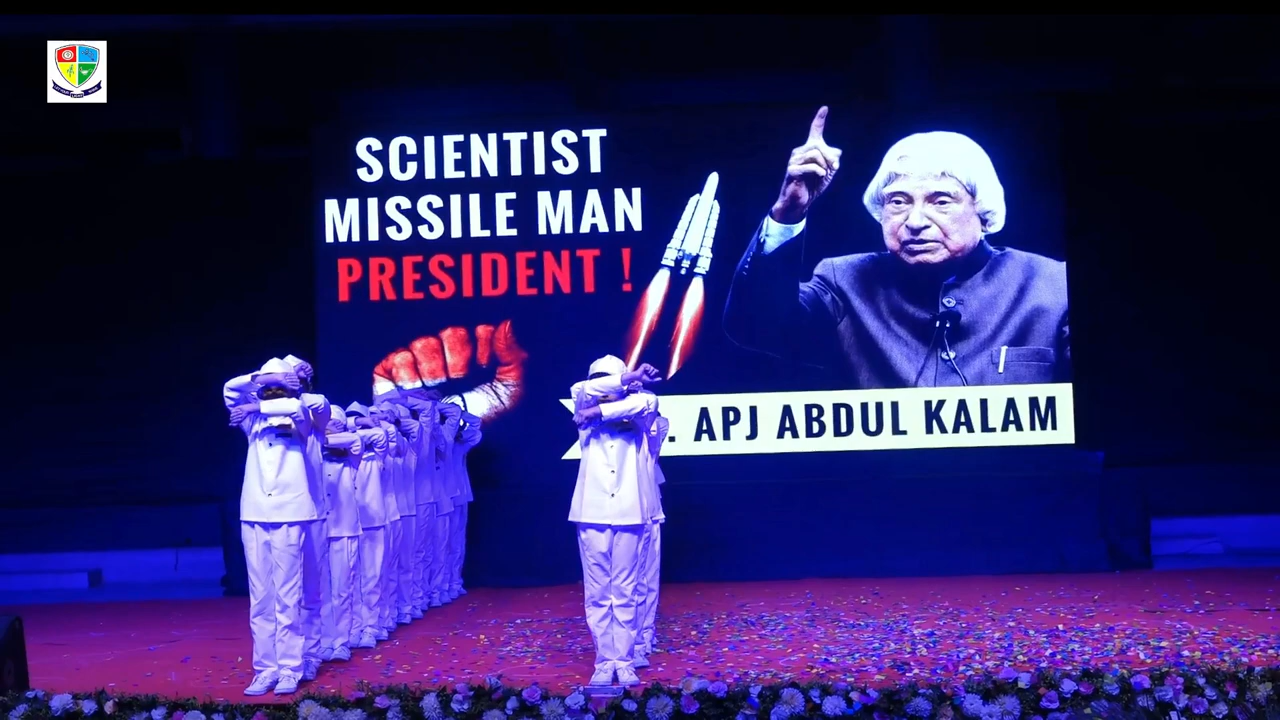 SCIENTIST
MISSILE MAN
PRESIDENT !
. APJ ABDUL KALAM